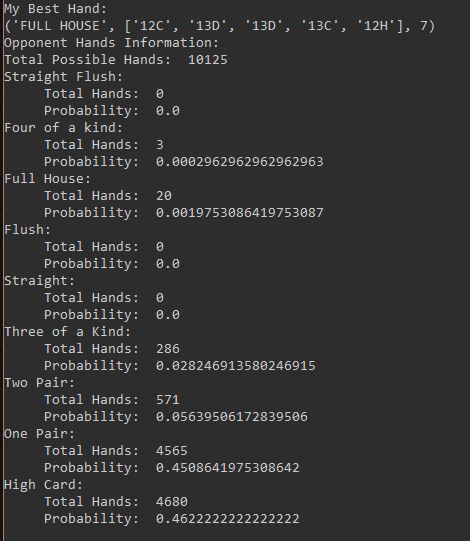 My Best Hand:
('FULL HOUSE', ['12C', '13D', '13D', '13C', '12H'], 7)
Opponent Hands Information:
Total Possible Hands:  10125
Straight Flush:
     Total Hands:  0
     Probability:  0.0
Four of a kind:
     Total Hands:  3
     Probability:  0.0002962962962962963
Full House:
     Total Hands:  20
     Probability:  0.0019753086419753087
Flush:
     Total Hands:  0
     Probability:  0.0
Straight:
     Total Hands:  0
     Probability:  0.0
Three of a Kind:
     Total Hands:  286
     Probability:  0.028246913580246915
Two Pair:
     Total Hands:  571
     Probability:  0.05639506172839506
One Pair:
     Total Hands:  4565
     Probability:  0.4508641975308642
High Card:
     Total Hands:  4680
     Probability:  0.4622222222222222